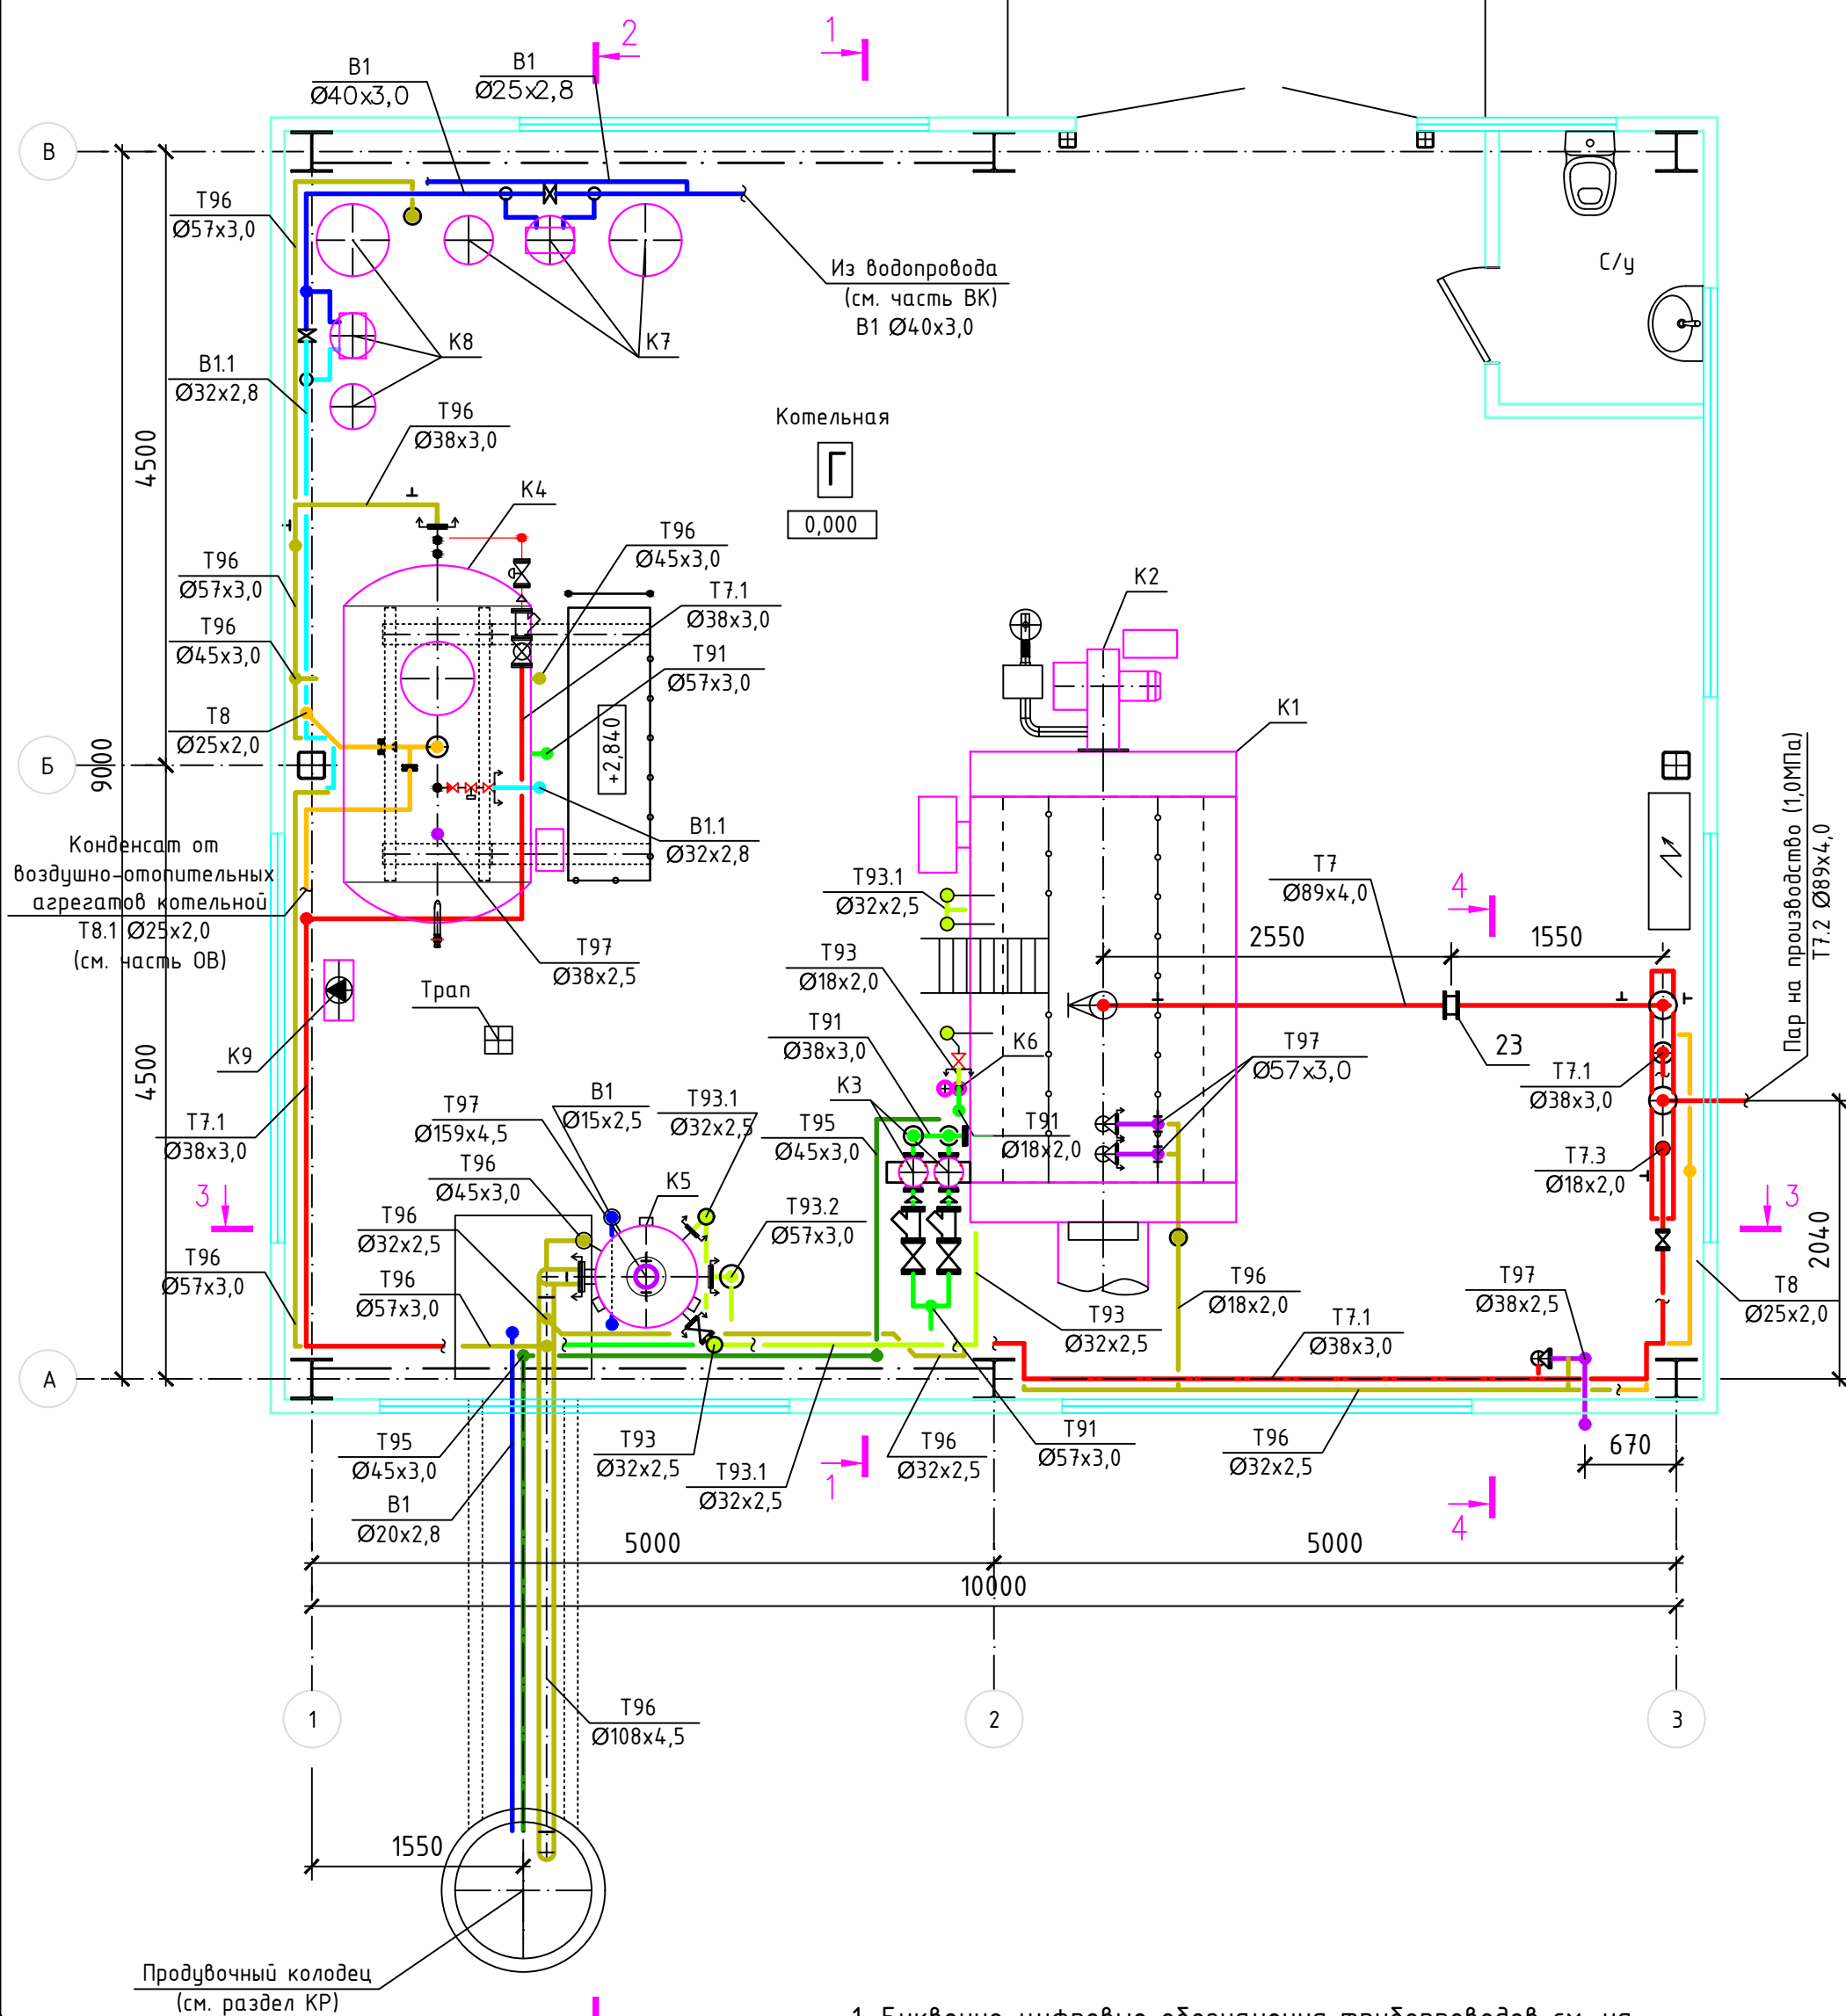 2
1
В1
Ø40х3,0
В1
Ø25х2,8
В
Т96
Ø57х3,0
Из водопровода
(см. часть ВК)
В1 Ø40х3,0
С/у
К8
К7
В1.1
Ø32х2,8
Т96
Ø38х3,0
Котельная
Г
0,000
4500
К4
Т96
Ø45х3,0
Т96
Ø57х3,0
Т7.1
Ø38х3,0
К2
Т96
Ø45х3,0
Т91
Ø57х3,0
Т8
Ø25х2,0
К1
+2,840
Б
9000
Пар на производство (1,0МПа)
Т7.2 Ø89х4,0
В1.1
Ø32х2,8
Конденсат от
воздушно-отопительных
агрегатов котельной
Т8.1 Ø25х2,0
(см. часть ОВ)
Т93.1
Ø32х2,5
Т7
Ø89х4,0
4
2550
1550
Т97
Ø38х2,5
Т93
Ø18х2,0
Трап
Т91
Ø38х3,0
К6
Т97
Ø57х3,0
23
К9
4500
К3
Т7.1
Ø38х3,0
Т7.1
Ø38х3,0
Т97
Ø159х4,5
В1
Ø15х2,5
Т93.1
Ø32х2,5
Т95
Ø45х3,0
Т91
Ø18х2,0
Т7.3
Ø18х2,0
3
Т96
Ø45х3,0
К5
3
Т96
Ø32х2,5
Т93.2
Ø57х3,0
2040
Т96
Ø57х3,0
Т96
Ø57х3,0
Т96
Ø18х2,0
Т97
Ø38х2,5
Т8
Ø25х2,0
Т93
Ø32х2,5
Т7.1
Ø38х3,0
А
Т95
Ø45х3,0
Т93
Ø32х2,5
Т93.1
Ø32х2,5
1
Т96
Ø32х2,5
Т91
Ø57х3,0
Т96
Ø32х2,5
670
В1
Ø20х2,8
4
5000
5000
10000
1
2
3
Т96
Ø108х4,5
1550
Продувочный колодец
(см. раздел КР)
1. Буквенно-цифровые обозначения трубопроводов см. на